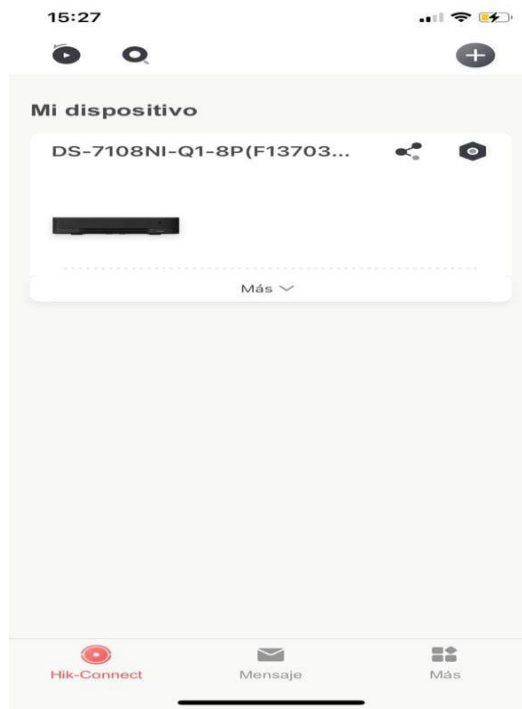 15:27
Mi dispositivo
DS-7108NI-Q1-8P(F13703...
Más
Hik-Connect
Mensaje
Más